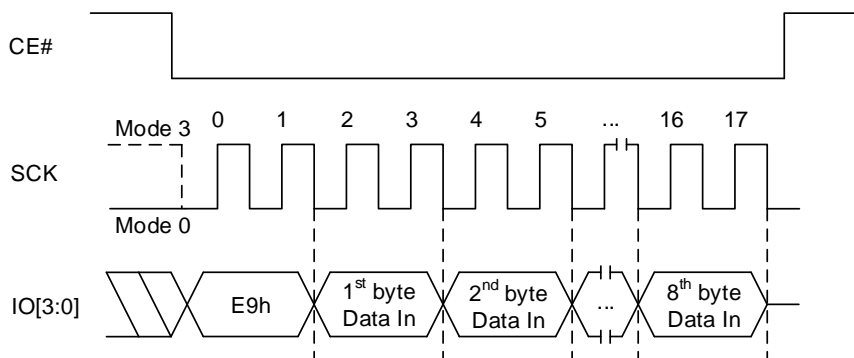 CE#
0 1 2 3 4 5 ... 16 17
Mode 3
SCK
Mode 0
IO[3:0]
E9h
1st byte
Data In
2nd byte
Data In
...
8th byte
Data In